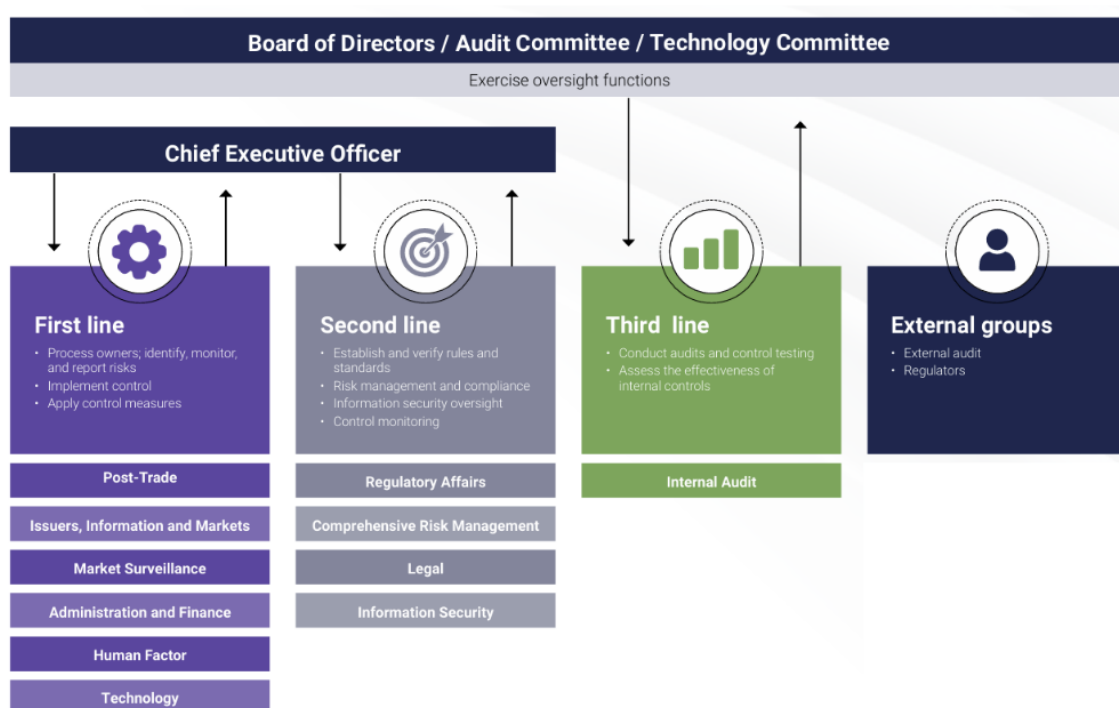 Board of Directors / Audit Committee / Technology Committee
Exercise oversight functions
Chief Executive Officer
First line
• Process owners; identify, monitor,
and report risks
• Implement control
• Apply control measures
Post-Trade
Issuers, Information and Markets
Market Surveillance
Administration and Finance
Human Factor
Technology
Second line
• Establish and verify rules and
standards
• Risk management and compliance
• Information security oversight
• Control monitoring
Regulatory Affairs
Comprehensive Risk Management
Legal
Information Security
Third line
• Conduct audits and control testing
• Assess the effectiveness of
internal controls
Internal Audit
External groups
• External audit
• Regulators